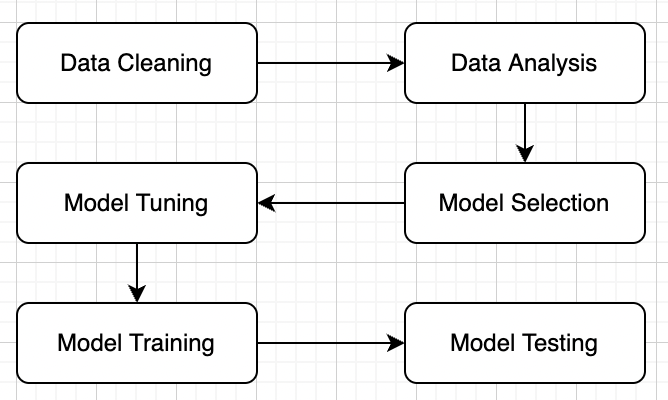 Data Cleaning
Data Analysis
Model Selection
Model Tuning
Model Training
Model Testing